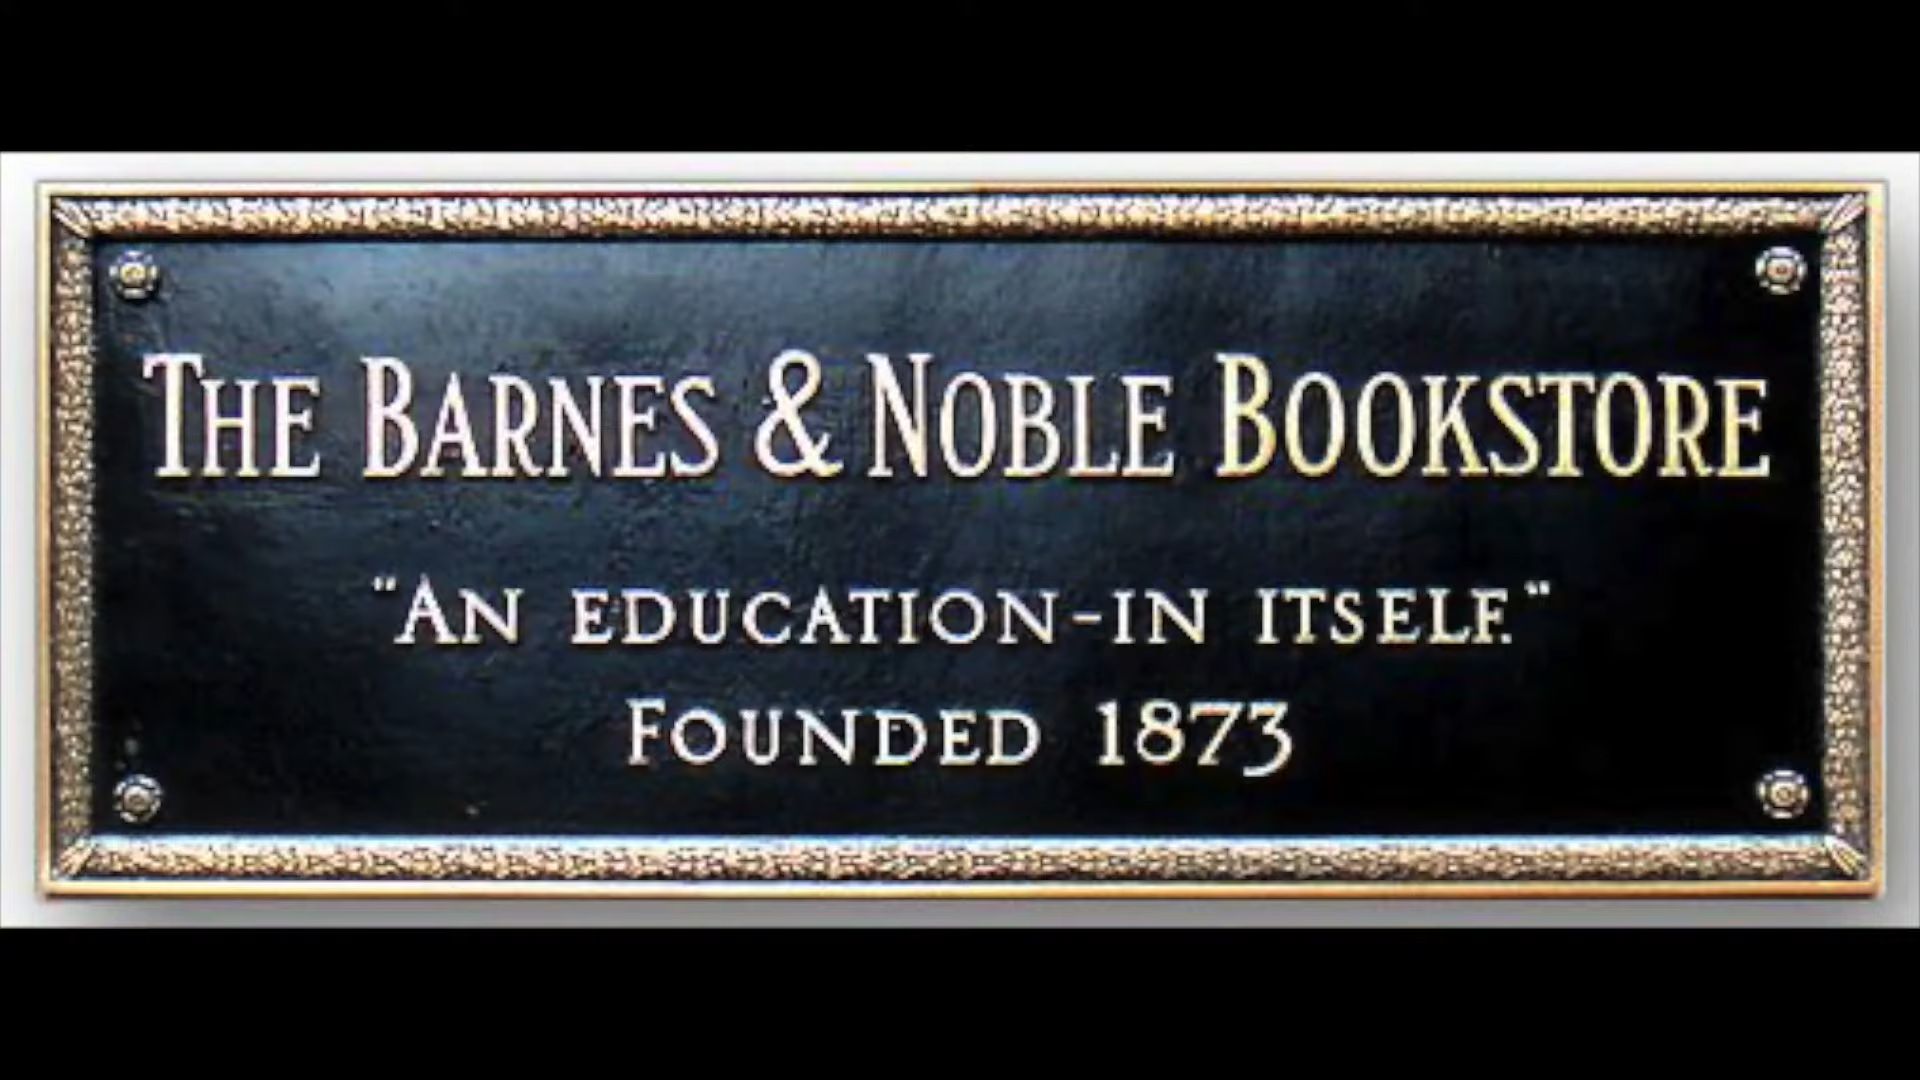 THE BARNES & NOBLE BOOKSTORE
"AN EDUCATION-IN ITSELF."
FOUNDED 1873